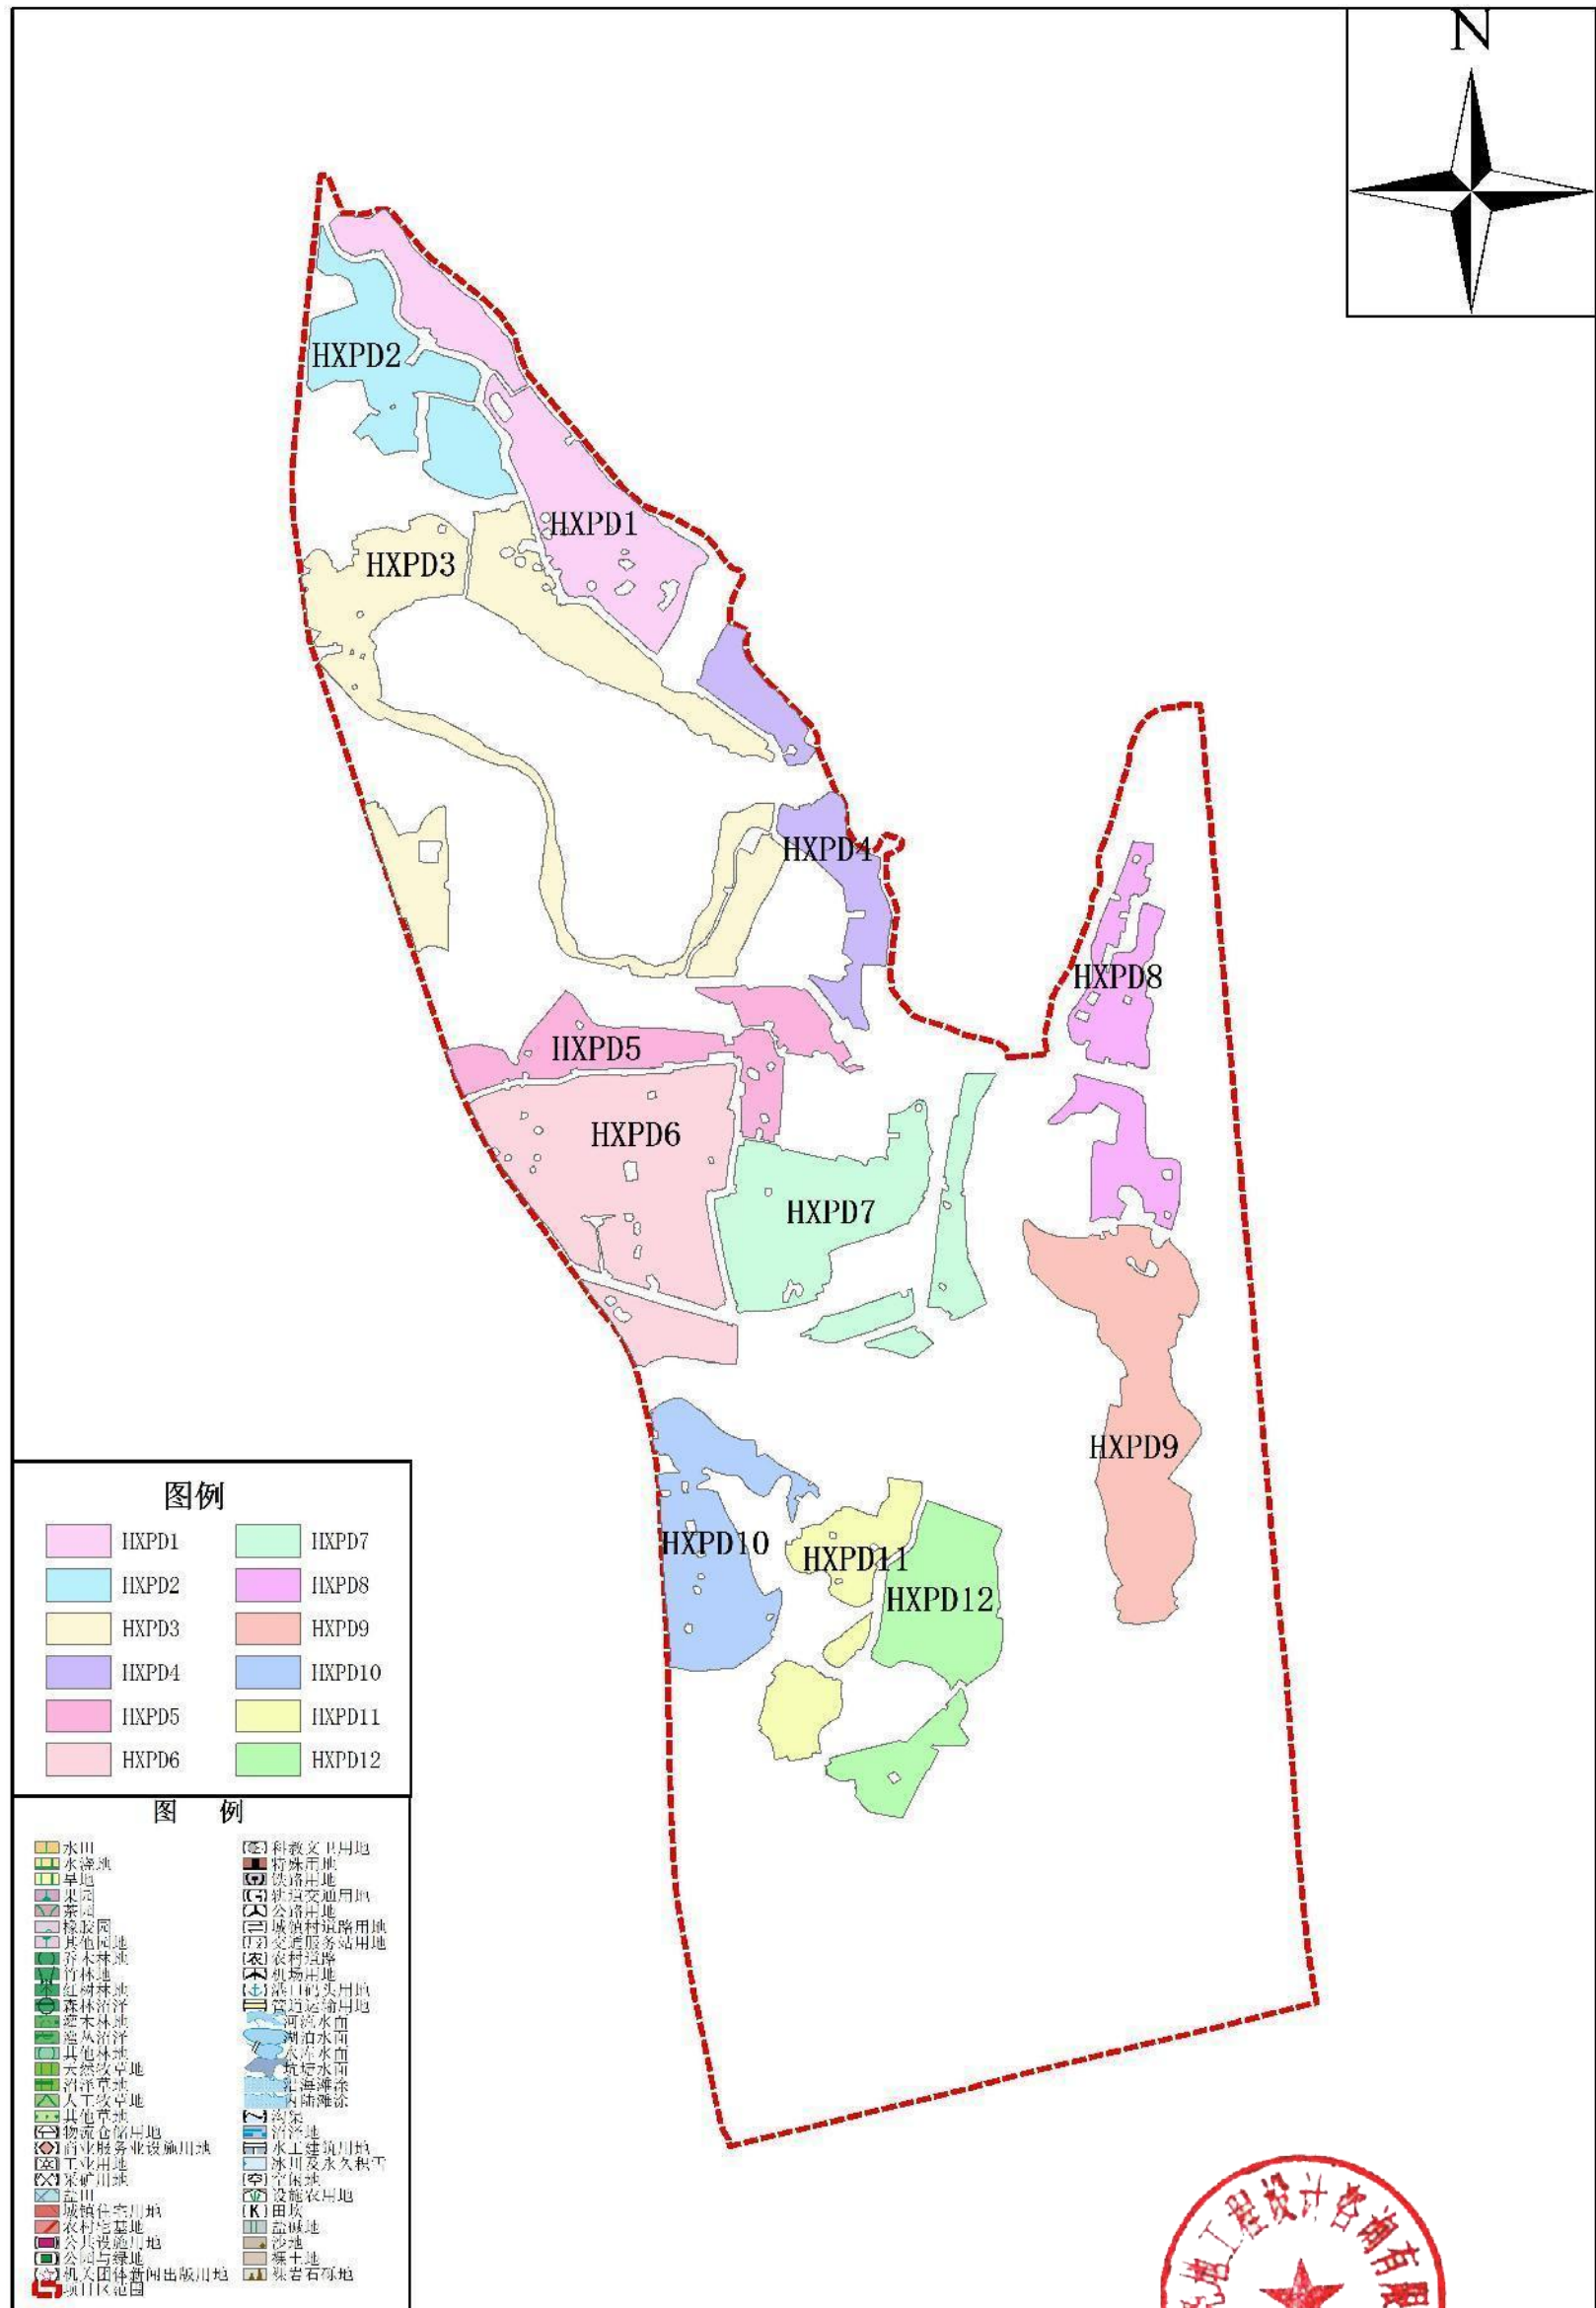 N
HXPD2
HXPD1
HXPD3
HXPD4
HXPD8
HXPD5
HXPD6
HXPD7
HXPD9
HXPD10
HXPD11
HXPD12
图例
HXPD1 HXPD7
HXPD2 HXPD8
HXPD3 HXPD9
HXPD4 HXPD10
HXPD5 HXPD11
HXPD6 HXPD12
图 例
水田 科教文卫用地
水浇地 特殊用地
旱地 铁路用地
果园 轨道交通用地
茶园 公路用地
橡胶园 城镇村道路用地
其他园地 交通服务站用地
乔木林地 农村道路
竹林地 机场用地
红树林地 港口码头用地
森林沼泽 管道运输用地
灌木林地 河流水面
灌丛沼泽 湖泊水面
其他林地 水库水面
天然牧草地 坑塘水面
沼泽草地 沿海滩涂
人工牧草地 内陆滩涂
其他草地 沟渠
物流仓储用地 沼泽地
商业服务业设施用地 水工建筑用地
工业用地 冰川及永久积雪
采矿用地 空闲地
盐田 设施农用地
城镇住宅用地 K 田坎
农村宅基地 盐碱地
公共设施用地 沙地
公园与绿地 裸土地
机关团体新闻出版用地 裸岩石砾地
项目区范围
地工程设计咨询有限